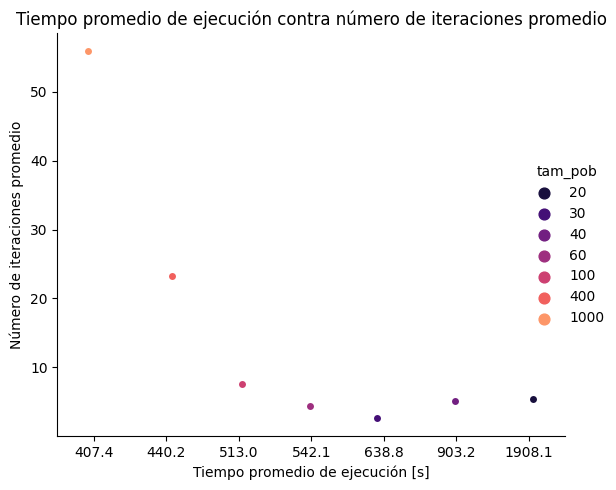 Tiempo promedio de ejecución contra número de iteraciones promedio
Número de iteraciones promedio
50
40
30
20
10
tam_pob
20
30
40
60
100
400
1000
407.4 440.2 513.0 542.1 638.8 903.2 1908.1
Tiempo promedio de ejecución [s]